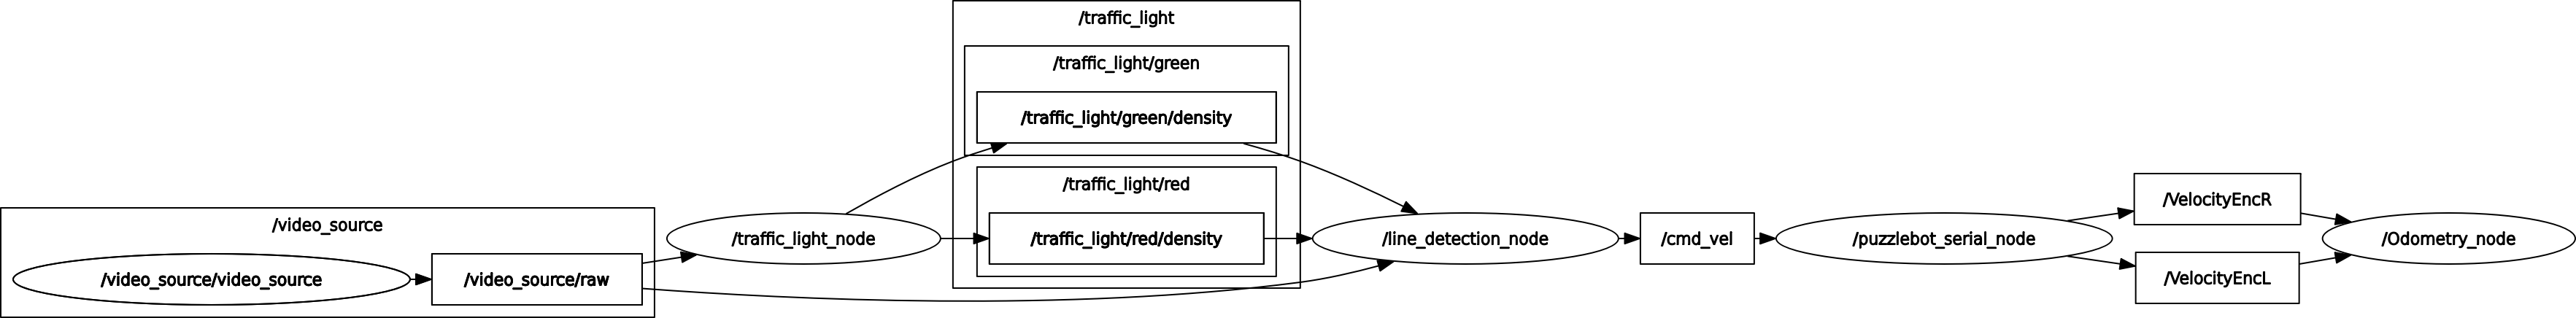 /video_source
/video_source/video_source
/video_source/raw
/traffic_light_node
/traffic_light
/traffic_light/green
/traffic_light/green/density
/traffic_light/red
/traffic_light/red/density
/line_detection_node
/cmd_vel
/puzzlebot_serial_node
/VelocityEncR
/VelocityEncL
/Odometry_node